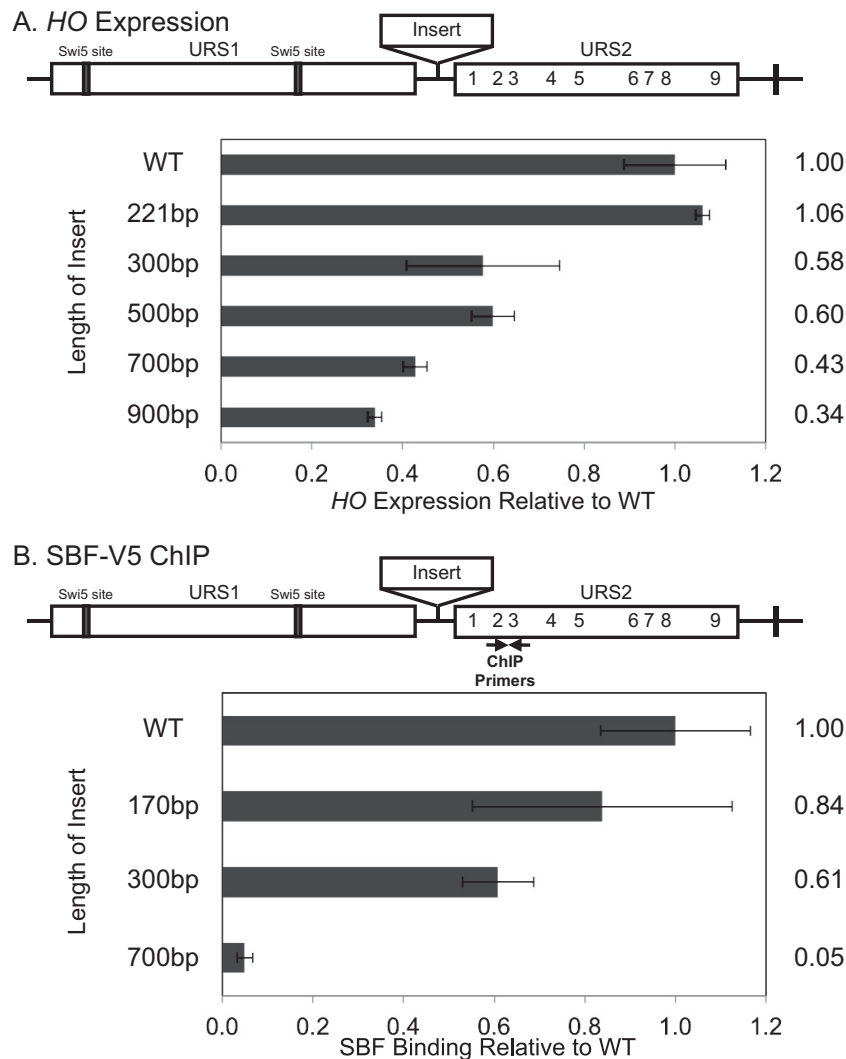 A. HO Expression
Insert
Swi5 site URS1 Swi5 site URS2
1 2 3 4 5 6 7 8 9
Length of Insert
WT 1.00
221bp 1.06
300bp 0.58
500bp 0.60
700bp 0.43
900bp 0.34
0.0 0.2 0.4 0.6 0.8 1.0 1.2
HO Expression Relative to WT
B. SBF-V5 ChIP
Insert
Swi5 site URS1 Swi5 site URS2
1 2 3 4 5 6 7 8 9
ChIP
Primers
Length of Insert
WT 1.00
170bp 0.84
300bp 0.61
700bp 0.05
0.0 0.2 0.4 0.6 0.8 1.0 1.2
SBF Binding Relative to WT